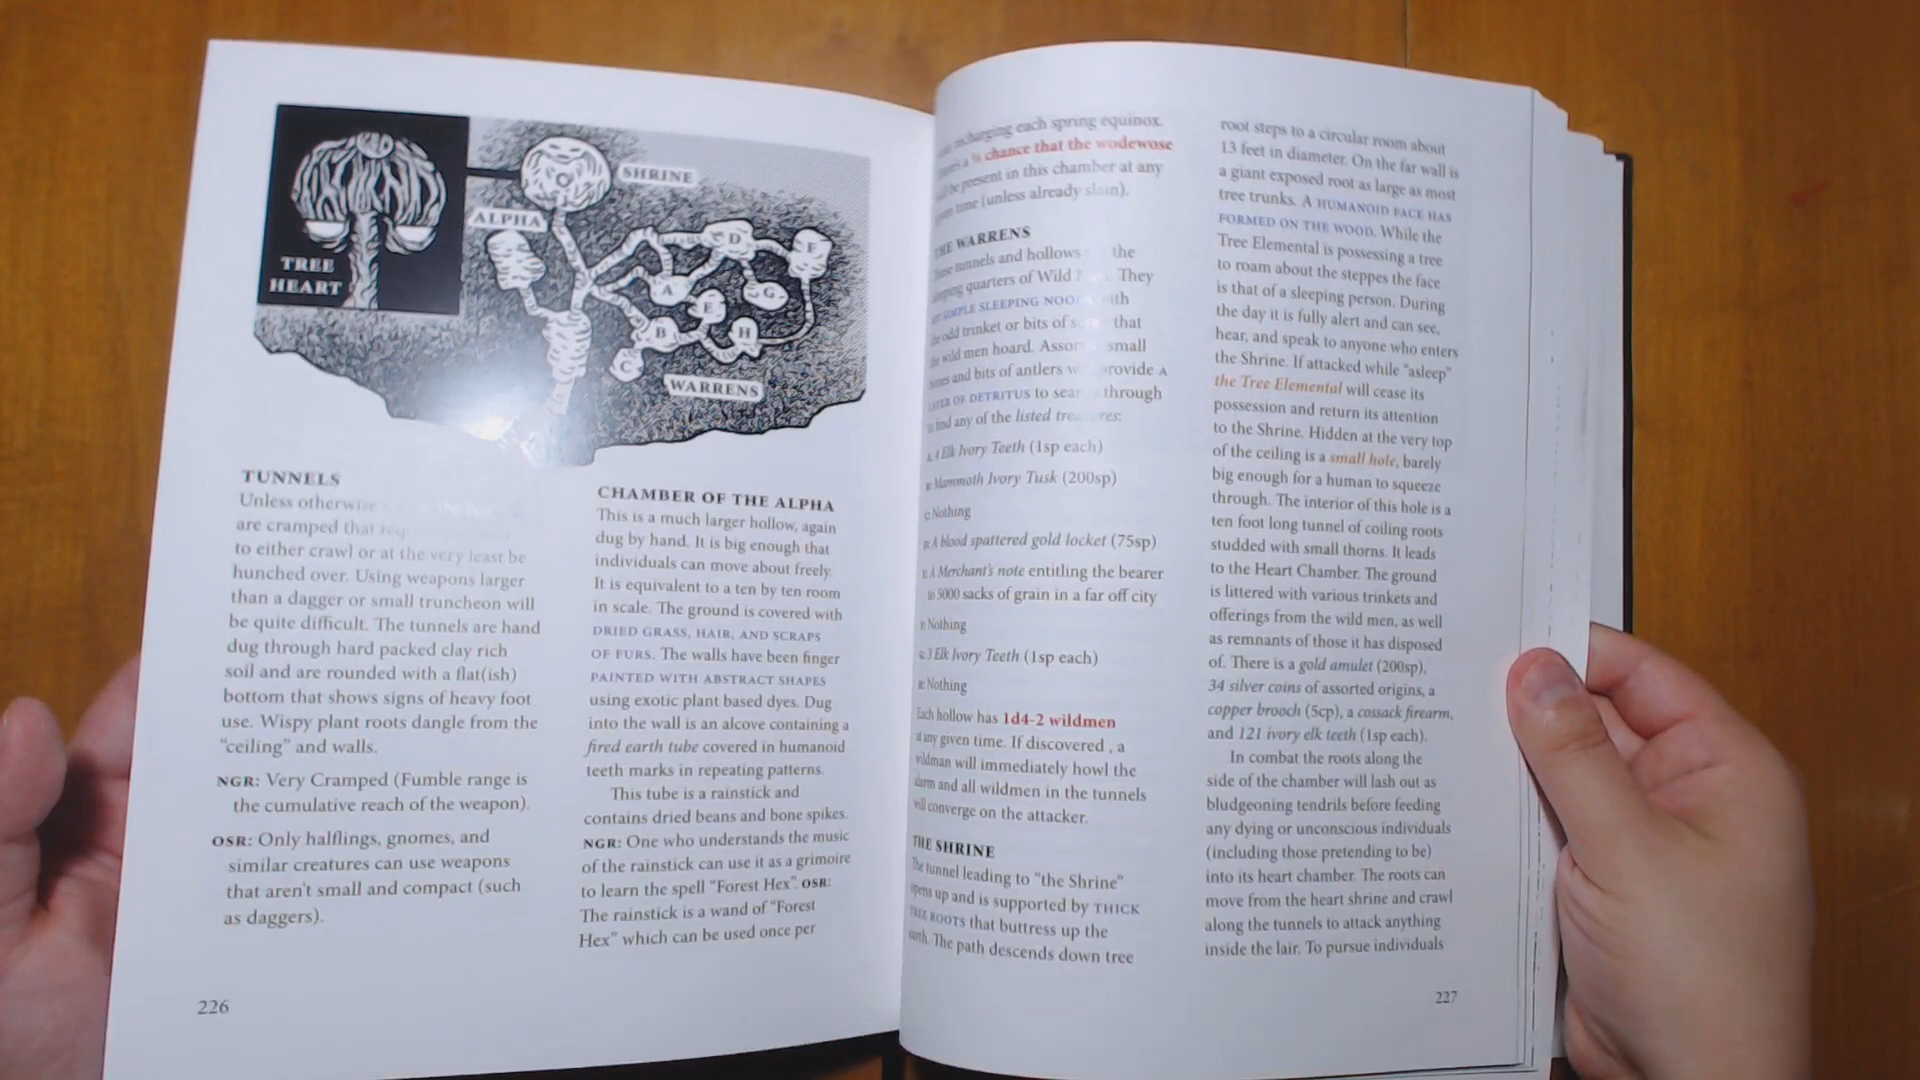 TREE
HEART
SHRINE
ALPHA
D
F
A
G
E
B
H
C
WARRENS
TUNNELS
Unless otherwise
are cramped that
to either crawl or at the very least be
hunched over. Using weapons larger
than a dagger or small truncheon will
be quite difficult. The tunnels are hand
dug through hard packed clay rich
soil and are rounded with a flat(ish)
bottom that shows signs of heavy foot
use. Wispy plant roots dangle from the
"ceiling" and walls.
NGR: Very Cramped (Fumble range is
the cumulative reach of the weapon).
OSR: Only halflings, gnomes, and
similar creatures can use weapons
that aren't small and compact (such
as daggers).
CHAMBER OF THE ALPHA
This is a much larger hollow, again
dug by hand. It is big enough that
individuals can move about freely.
It is equivalent to a ten by ten room
in scale. The ground is covered with
DRIED GRASS, HAIR, AND SCRAPS
OF FURS. The walls have been finger
PAINTED WITH ABSTRACT SHAPES
using exotic plant based dyes. Dug
into the wall is an alcove containing a
fired earth tube covered in humanoid
teeth marks in repeating patterns.
This tube is a rainstick and
contains dried beans and bone spikes.
NGR: One who understands the music
of the rainstick can use it as a grimoire
to learn the spell "Forest Hex". OSR:
The rainstick is a wand of "Forest
Hex" which can be used once per
226
recharging each spring equinox.
chance that the wodewose
be present in this chamber at any
time (unless already slain).
THE WARRENS
tunnels and hollows the
quarters of Wild They
SIMPLE SLEEPING
odd trinket or bits of that
wild men hoard. small
and bits of antlers A
OF DETRITUS to through
to find any of the listed
4 Elk Ivory Teeth (1sp each)
Mammoth Ivory Tusk (200sp)
Nothing
A blood spattered gold locket (75sp)
A Merchant's note entitling the bearer
to 5000 sacks of grain in a far off city
Nothing
3 Elk Ivory Teeth (1sp each)
Nothing
Each hollow has 1d4-2 wildmen
at any given time. If discovered , a
wildman will immediately howl the
alarm and all wildmen in the tunnels
will converge on the attacker.
THE SHRINE
The tunnel leading to "the Shrine"
opens up and is supported by THICK
TREE ROOTS that buttress up the
earth. The path descends down tree
root steps to a circular room about
13 feet in diameter. On the far wall is
a giant exposed root as large as most
tree trunks. A HUMANOID FACE HAS
FORMED ON THE WOOD. While the
Tree Elemental is possessing a tree
to roam about the steppes the face
is that of a sleeping person. During
the day it is fully alert and can see,
hear, and speak to anyone who enters
the Shrine. If attacked while "asleep"
the Tree Elemental will cease its
possession and return its attention
to the Shrine. Hidden at the very top
of the ceiling is a small hole, barely
big enough for a human to squeeze
through. The interior of this hole is a
ten foot long tunnel of coiling roots
studded with small thorns. It leads
to the Heart Chamber. The ground
is littered with various trinkets and
offerings from the wild men, as well
as remnants of those it has disposed
of. There is a gold amulet (200sp),
34 silver coins of assorted origins, a
copper brooch (5cp), a cossack firearm,
and 121 ivory elk teeth (1sp each).
In combat the roots along the
side of the chamber will lash out as
bludgeoning tendrils before feeding
any dying or unconscious individuals
(including those pretending to be)
into its heart chamber. The roots can
move from the heart shrine and crawl
along the tunnels to attack anything
inside the lair. To pursue individuals
227